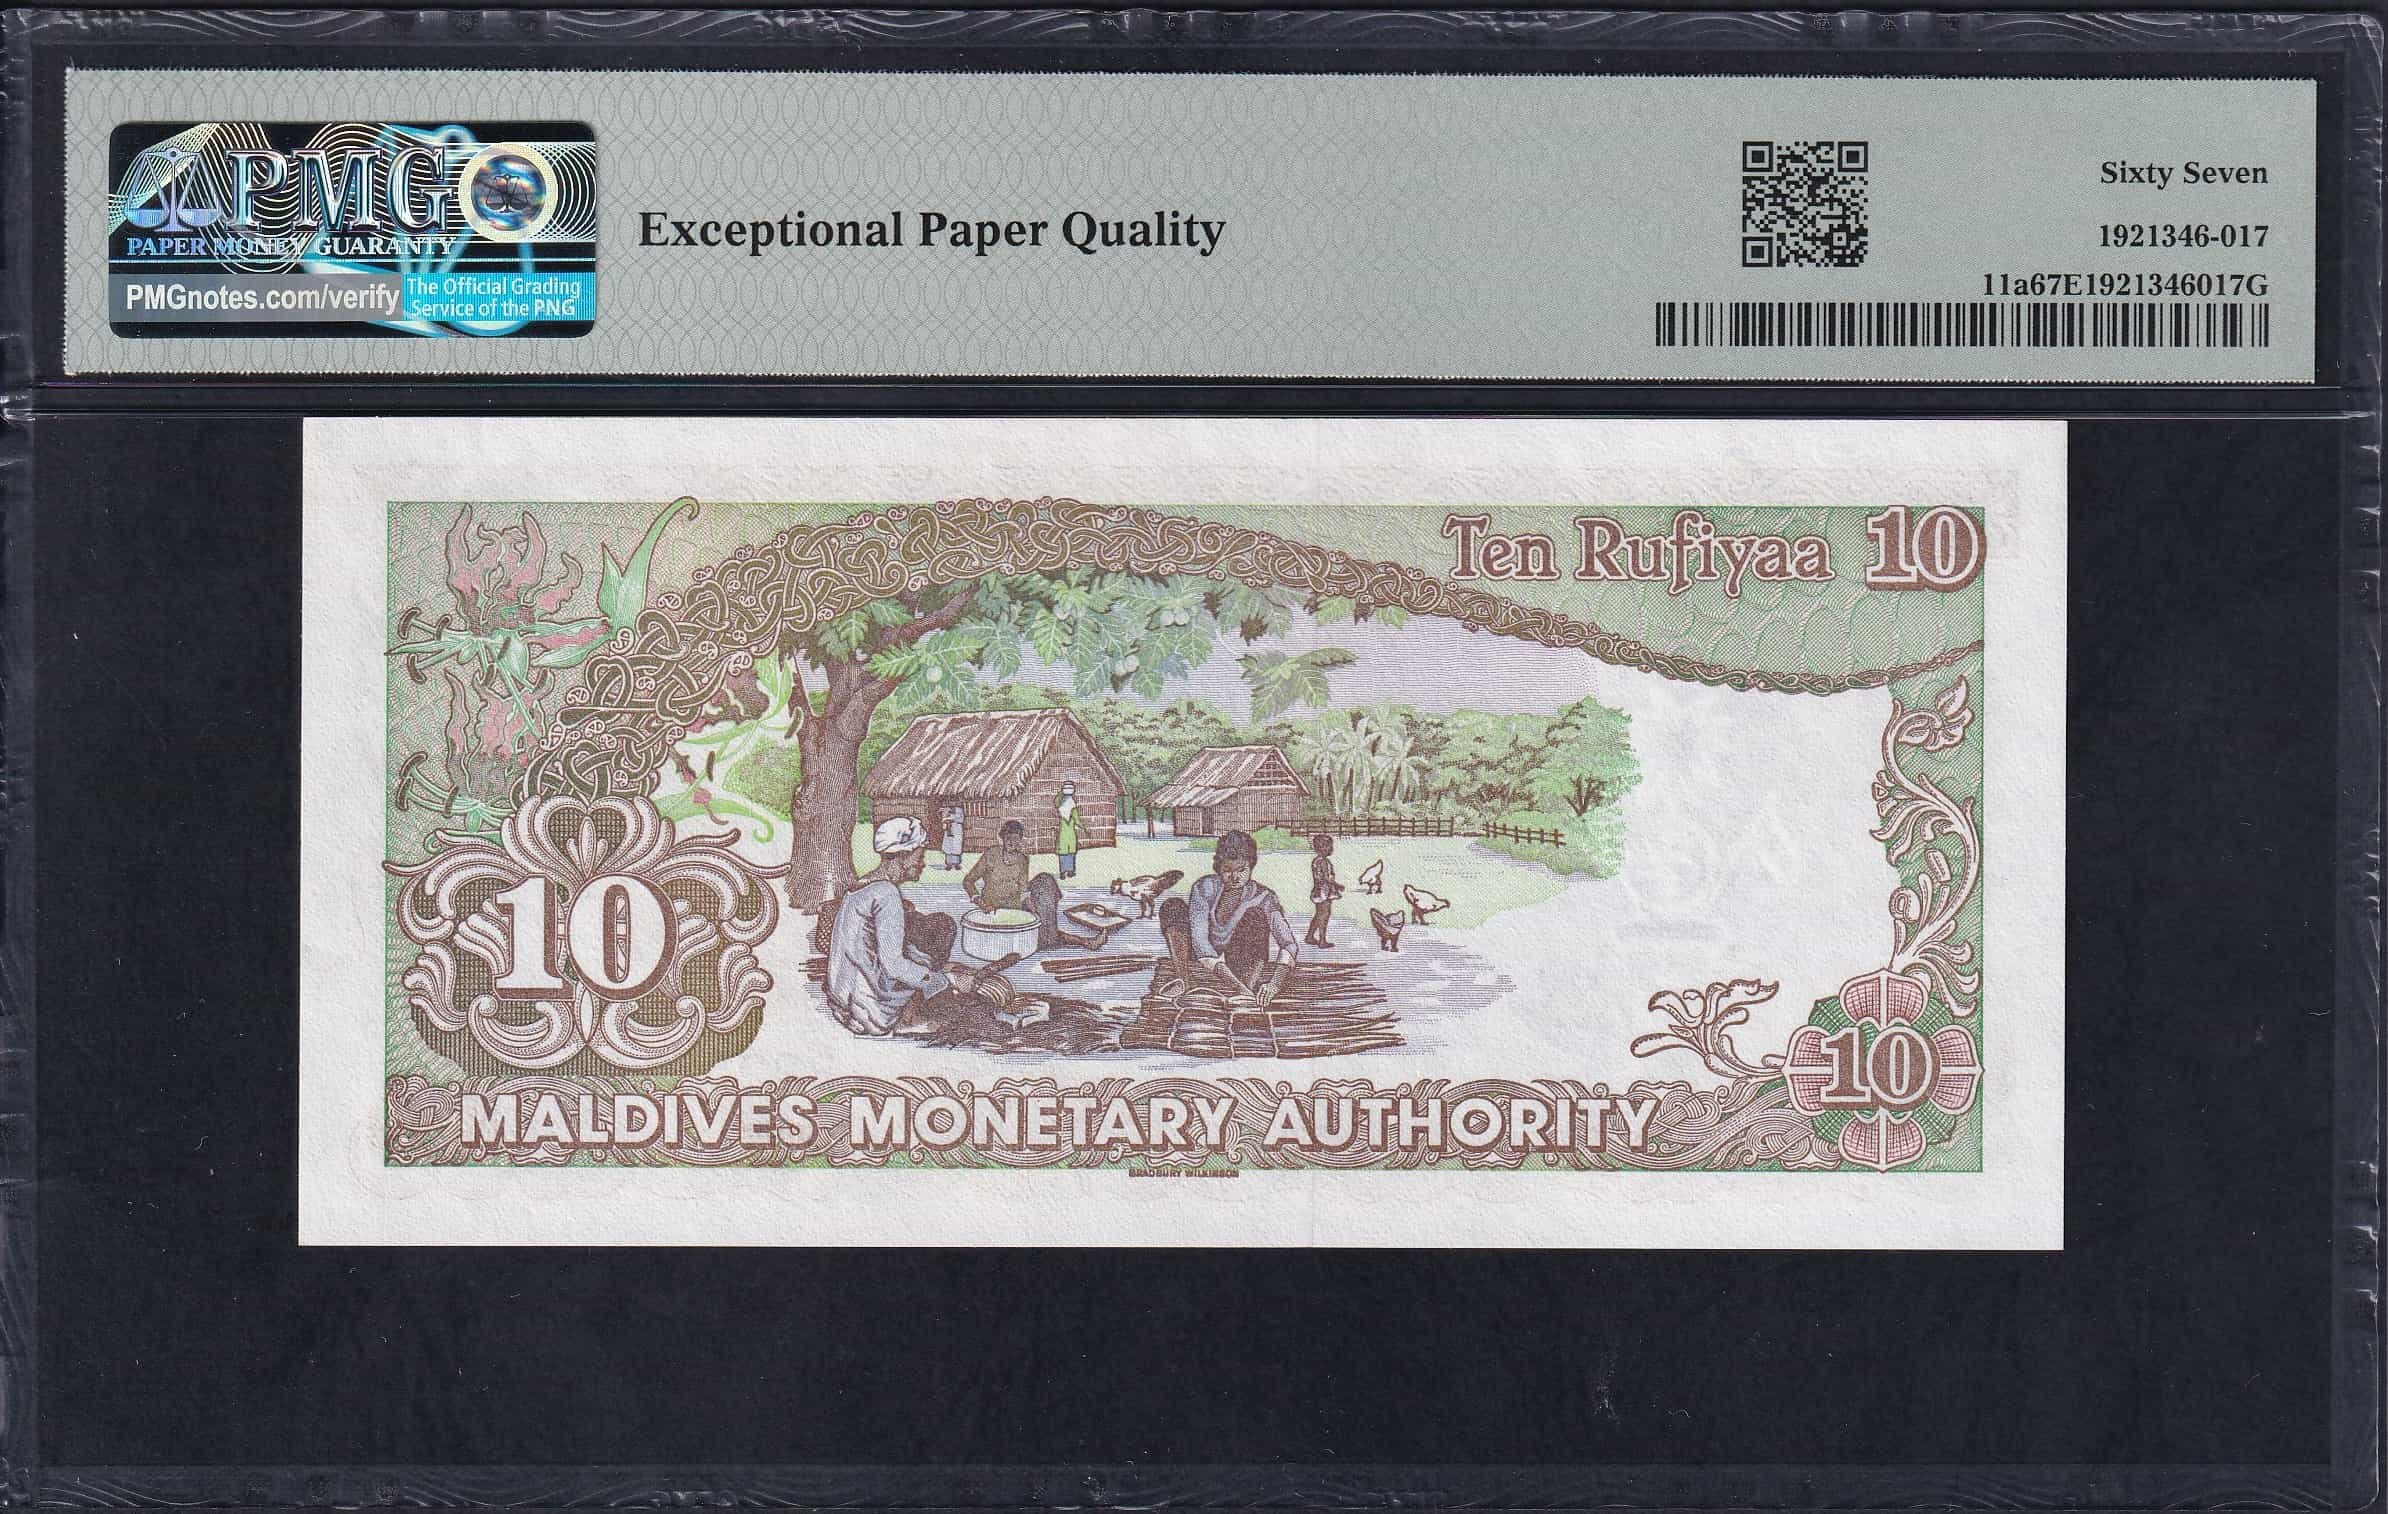 PMG
PAPER MONEY GUARANTY
PMGnotes.com/verify
The Official Grading
Service of the PNG
Exceptional Paper Quality
Sixty Seven
1921346-017
11a67E1921346017G
Ten Rufiyaa 10
10
10
MALDIVES MONETARY AUTHORITY
BRADBURY WILKINSON